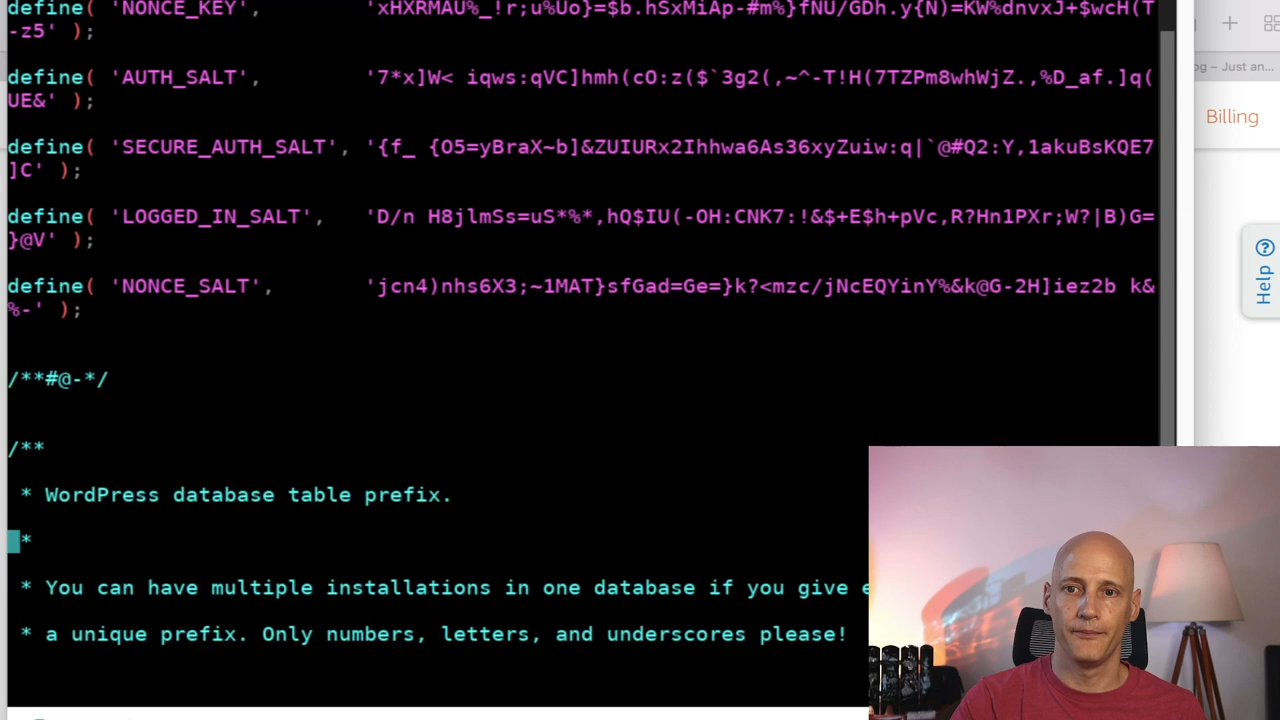 define( 'NONCE_KEY', 'xHXRMAU%_!r;u%Uo}=$b.hSxMiAp-#m%}fNU/GDh.y{N)=KW%dnvxJ+$wcH(T
-z5' );
define( 'AUTH_SALT', '7*x]W< iqws:qVC]hmh(cO:z($`3g2(,~^-T!H(7TZPm8whWjZ.,%D_af.]q(
UE&' );
define( 'SECURE_AUTH_SALT', '{f_ {O5=yBraX~b]&ZUIURx2Ihhwa6As36xyZuiw:q|`@#Q2:Y,1akuBsKQE7
]C' );
define( 'LOGGED_IN_SALT', 'D/n H8jlmSs=uS*%*,hQ$IU(-OH:CNK7:!&$+E$h+pVc,R?Hn1PXr;W?|B)G=
}@V' );
define( 'NONCE_SALT', 'jcn4)nhs6X3;~1MAT}sfGad=Ge=}k?<mzc/jNcEQYinY%&k@G-2H]iez2b k&
%-' );
/**#@-*/
/**
* WordPress database table prefix.
*
* You can have multiple installations in one database if you give
* a unique prefix. Only numbers, letters, and underscores please!
– Just an...
Billing
Help